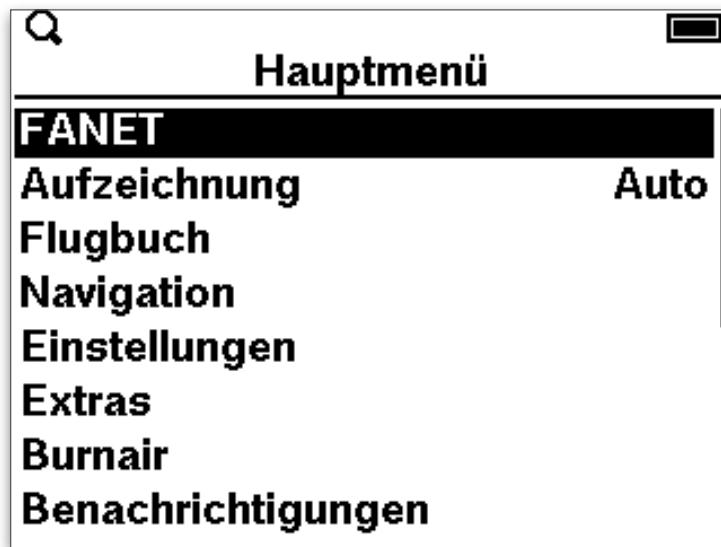 Hauptmenü
FANET
Aufzeichnung Auto
Flugbuch
Navigation
Einstellungen
Extras
Burnair
Benachrichtigungen